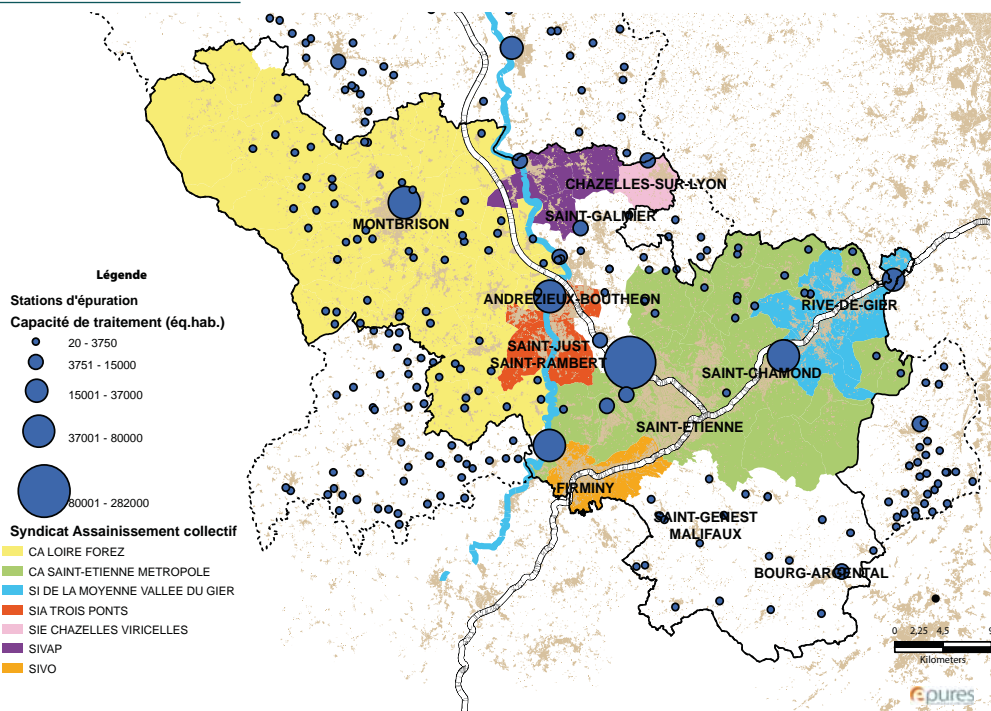 CHAZELLES-SUR-LYON
SAINT-GALMIER
MONTBRISON
ANDREZIEUX-BOUTHEON
RIVE-DE-GIER
SAINT-JUST
SAINT-RAMBERT
SAINT-CHAMOND
SAINT-ETIENNE
FIRMINY
SAINT-GENEST
MALIFAUX
BOURG-ARGENTAL
Légende
Stations d'épuration
Capacité de traitement (éq.hab.)
20 - 3750
3751 - 15000
15001 - 37000
37001 - 80000
80001 - 282000
Syndicat Assainissement collectif
CA LOIRE FOREZ
CA SAINT-ETIENNE METROPOLE
SI DE LA MOYENNE VALLEE DU GIER
SIA TROIS PONTS
SIE CHAZELLES VIRICELLES
SIVAP
SIVO
0 2,25 4,5 9
Kilometers
epures